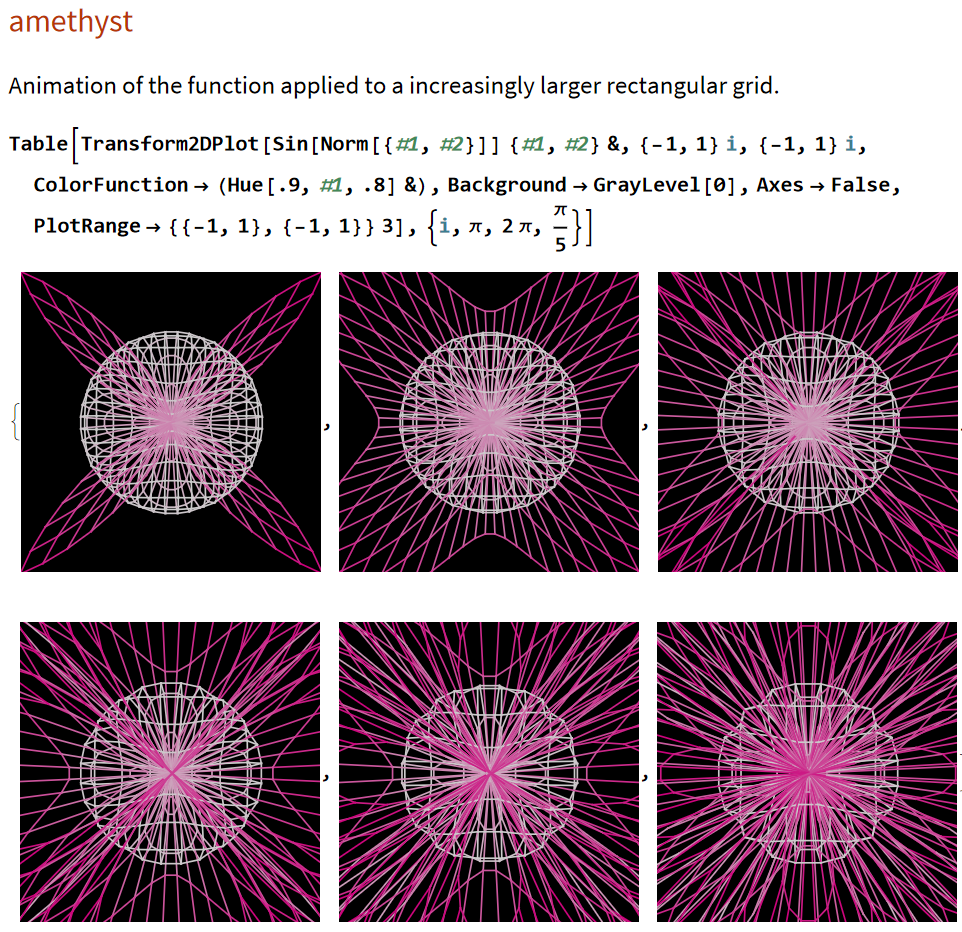 amethyst
Animation of the function applied to a increasingly larger rectangular grid.
Table[Transform2DPlot[Sin[Norm[{#1, #2}]] {#1, #2} &, {-1, 1} i, {-1, 1} i,
ColorFunction → (Hue[.9, #1, .8] &), Background → GrayLevel[0], Axes → False,
PlotRange → {{-1, 1}, {-1, 1}} 3], {i, π, 2 π, π/5}]
{ , , ,
, ,